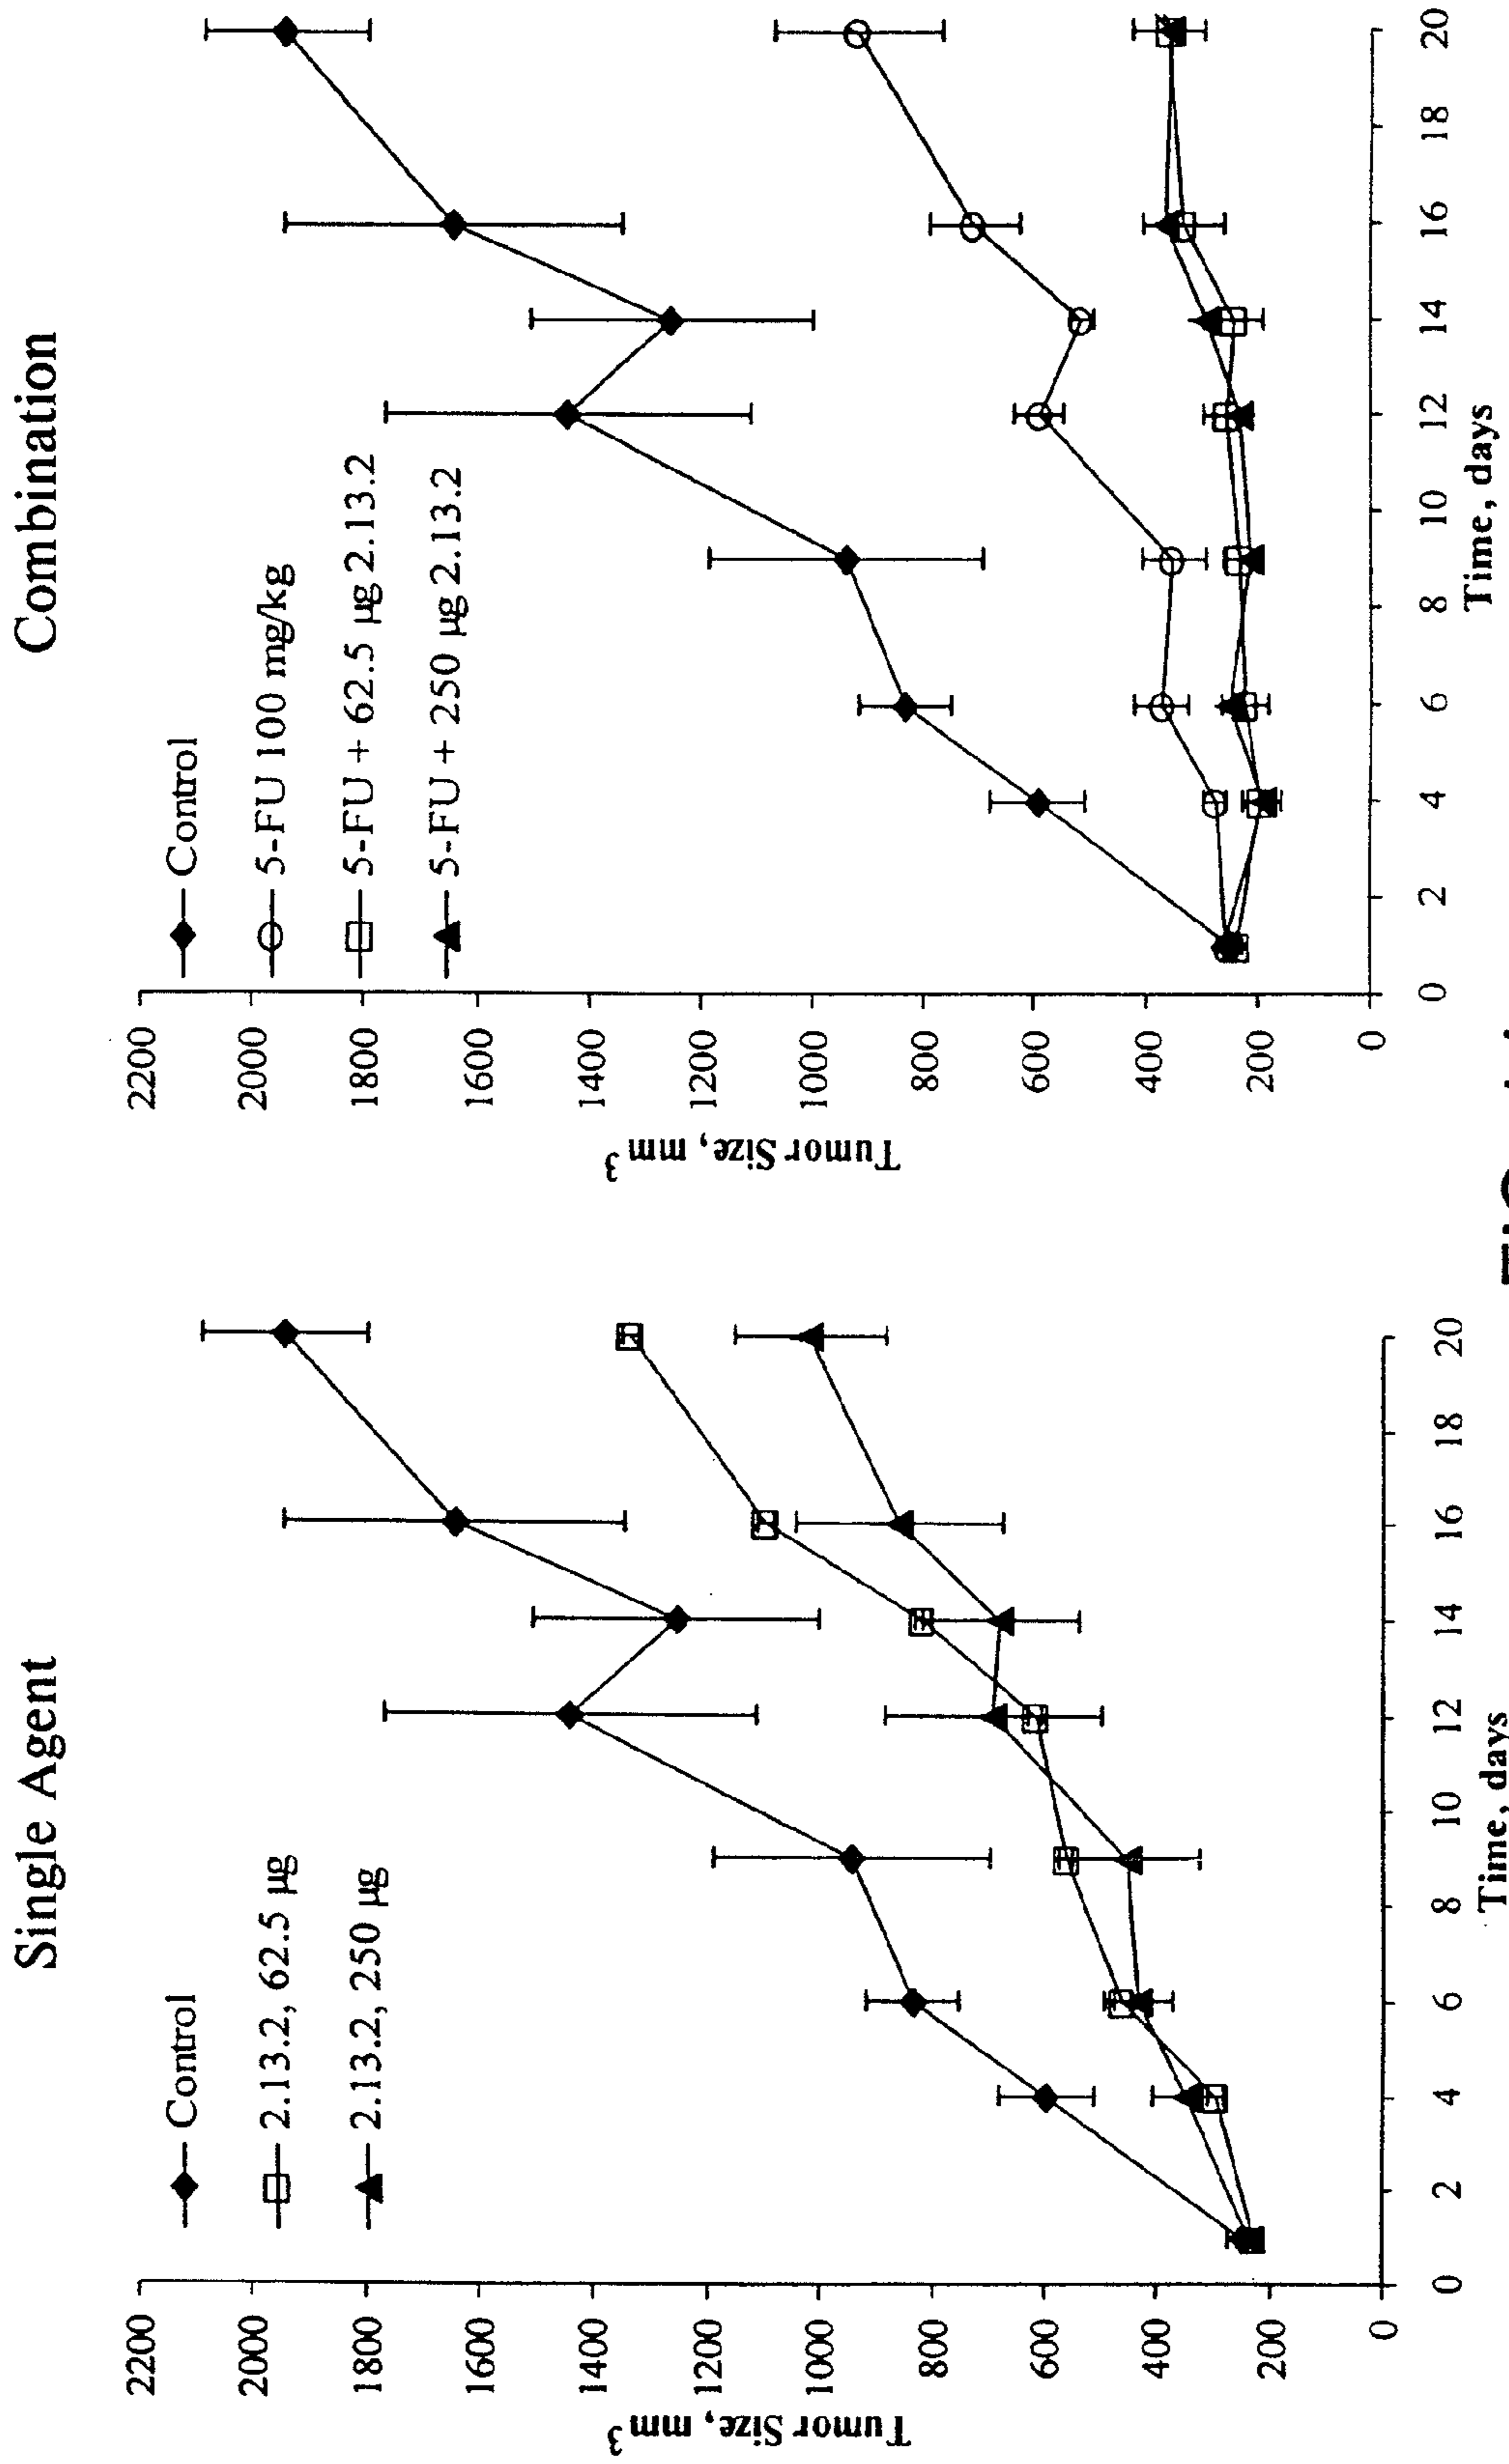 Single Agent
Control
2.13.2, 62.5 µg
2.13.2, 250 µg
Tumor Size, mm 3
2200
2000
1800
1600
1400
1200
1000
800
600
400
200
0
0 2 4 6 8 10 12 14 16 18 20
Time, days
Combination
Control
5-FU 100 mg/kg
5-FU + 62.5 µg 2.13.2
5-FU + 250 µg 2.13.2
Tumor Size, mm 3
2200
2000
1800
1600
1400
1200
1000
800
600
400
200
0
0 2 4 6 8 10 12 14 16 18 20
Time, days